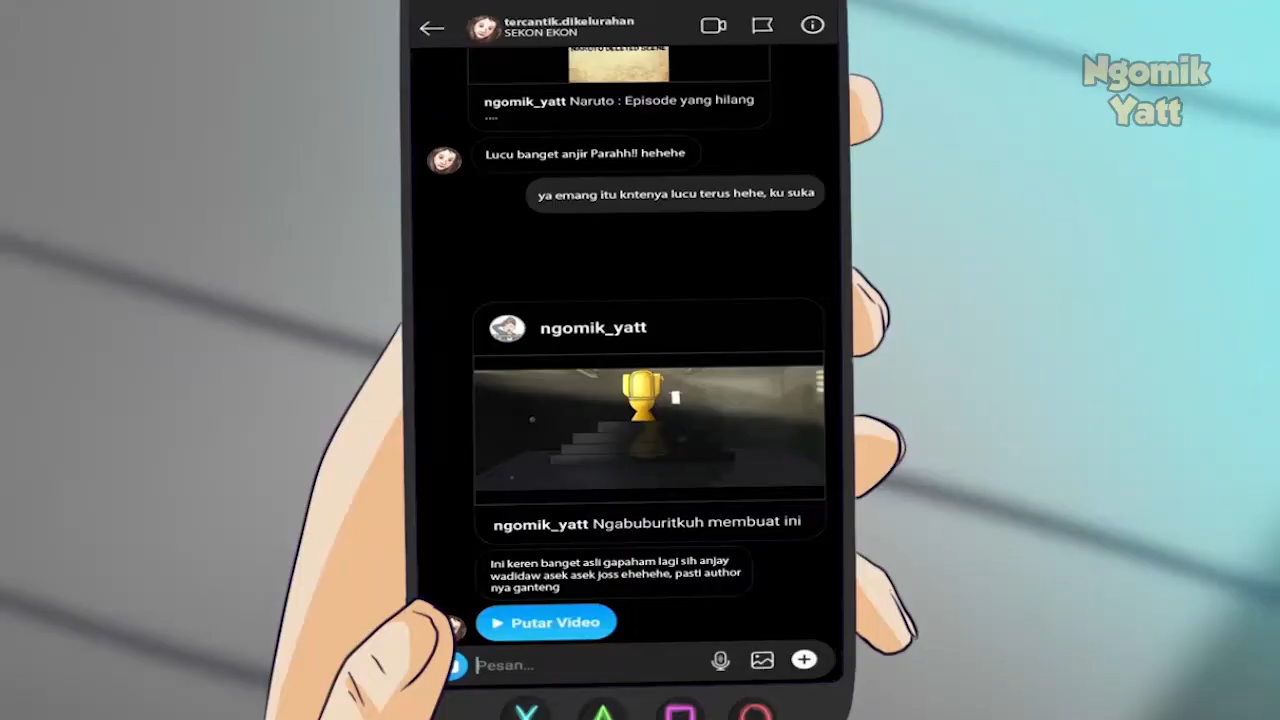 tercantik.dikelurahan
SEKON EKON
Ngomik
Yatt
NARUTO DELETED SCENE
ngomik_yatt Naruto : Episode yang hilang
....
Lucu banget anjir Parahh!! hehehe
ya emang itu kntenya lucu terus hehe, ku suka
ngomik_yatt
ngomik_yatt Ngabuburitkuh membuat ini
Ini keren banget asli gapaham lagi sih anjay
wadidaw asek asek joss ehehehe, pasti author
nya ganteng
Putar Video
Pesan...